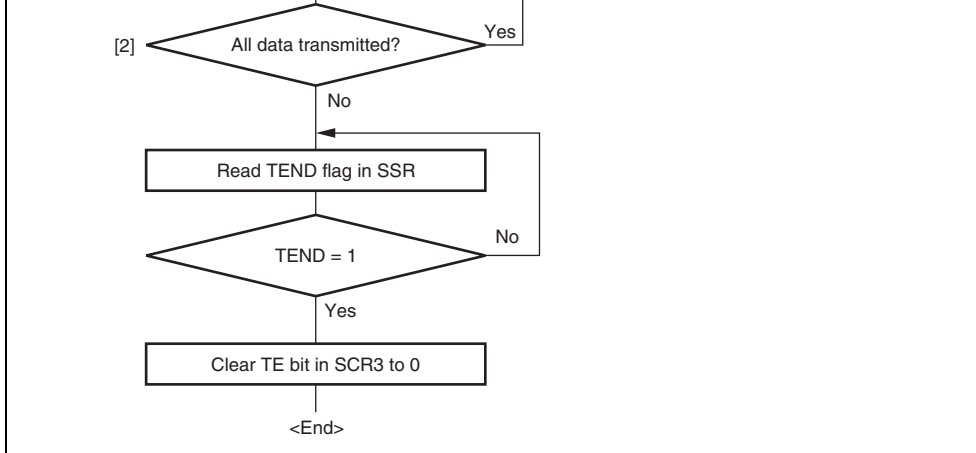 [2]
All data transmitted?
Yes
No
Read TEND flag in SSR
No
TEND = 1
Yes
Clear TE bit in SCR3 to 0
<End>